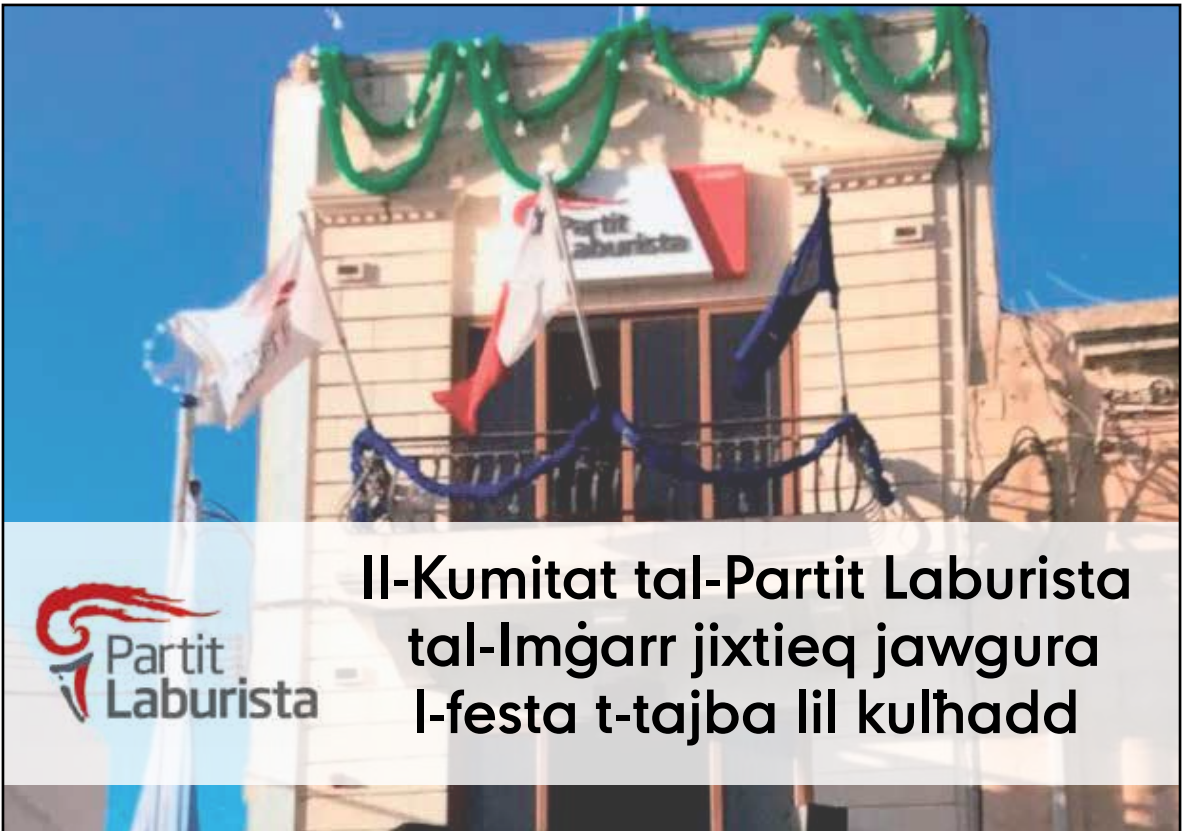 Partit
Laburista
Partit
Laburista
Il-Kumitat tal-Partit Laburista
tal-Imġarr jixtieq jawgura
l-festa t-tajba lil kulħadd